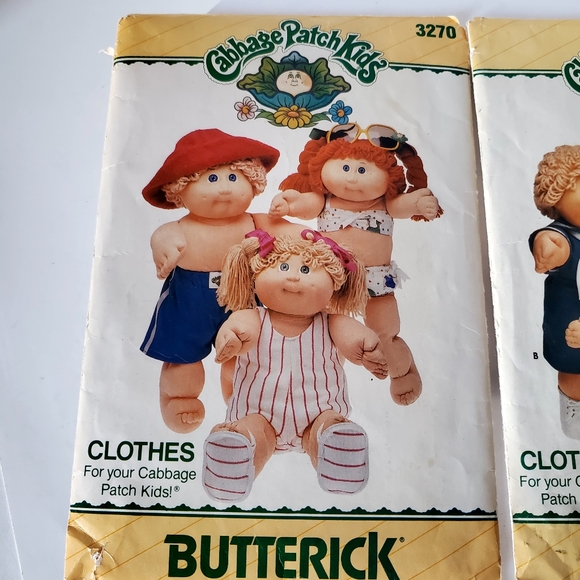 Cabbage Patch Kids
3270
CLOTHES
For your Cabbage
Patch Kids!®
BUTTERICK®
B
CLOT
For your C
Patch